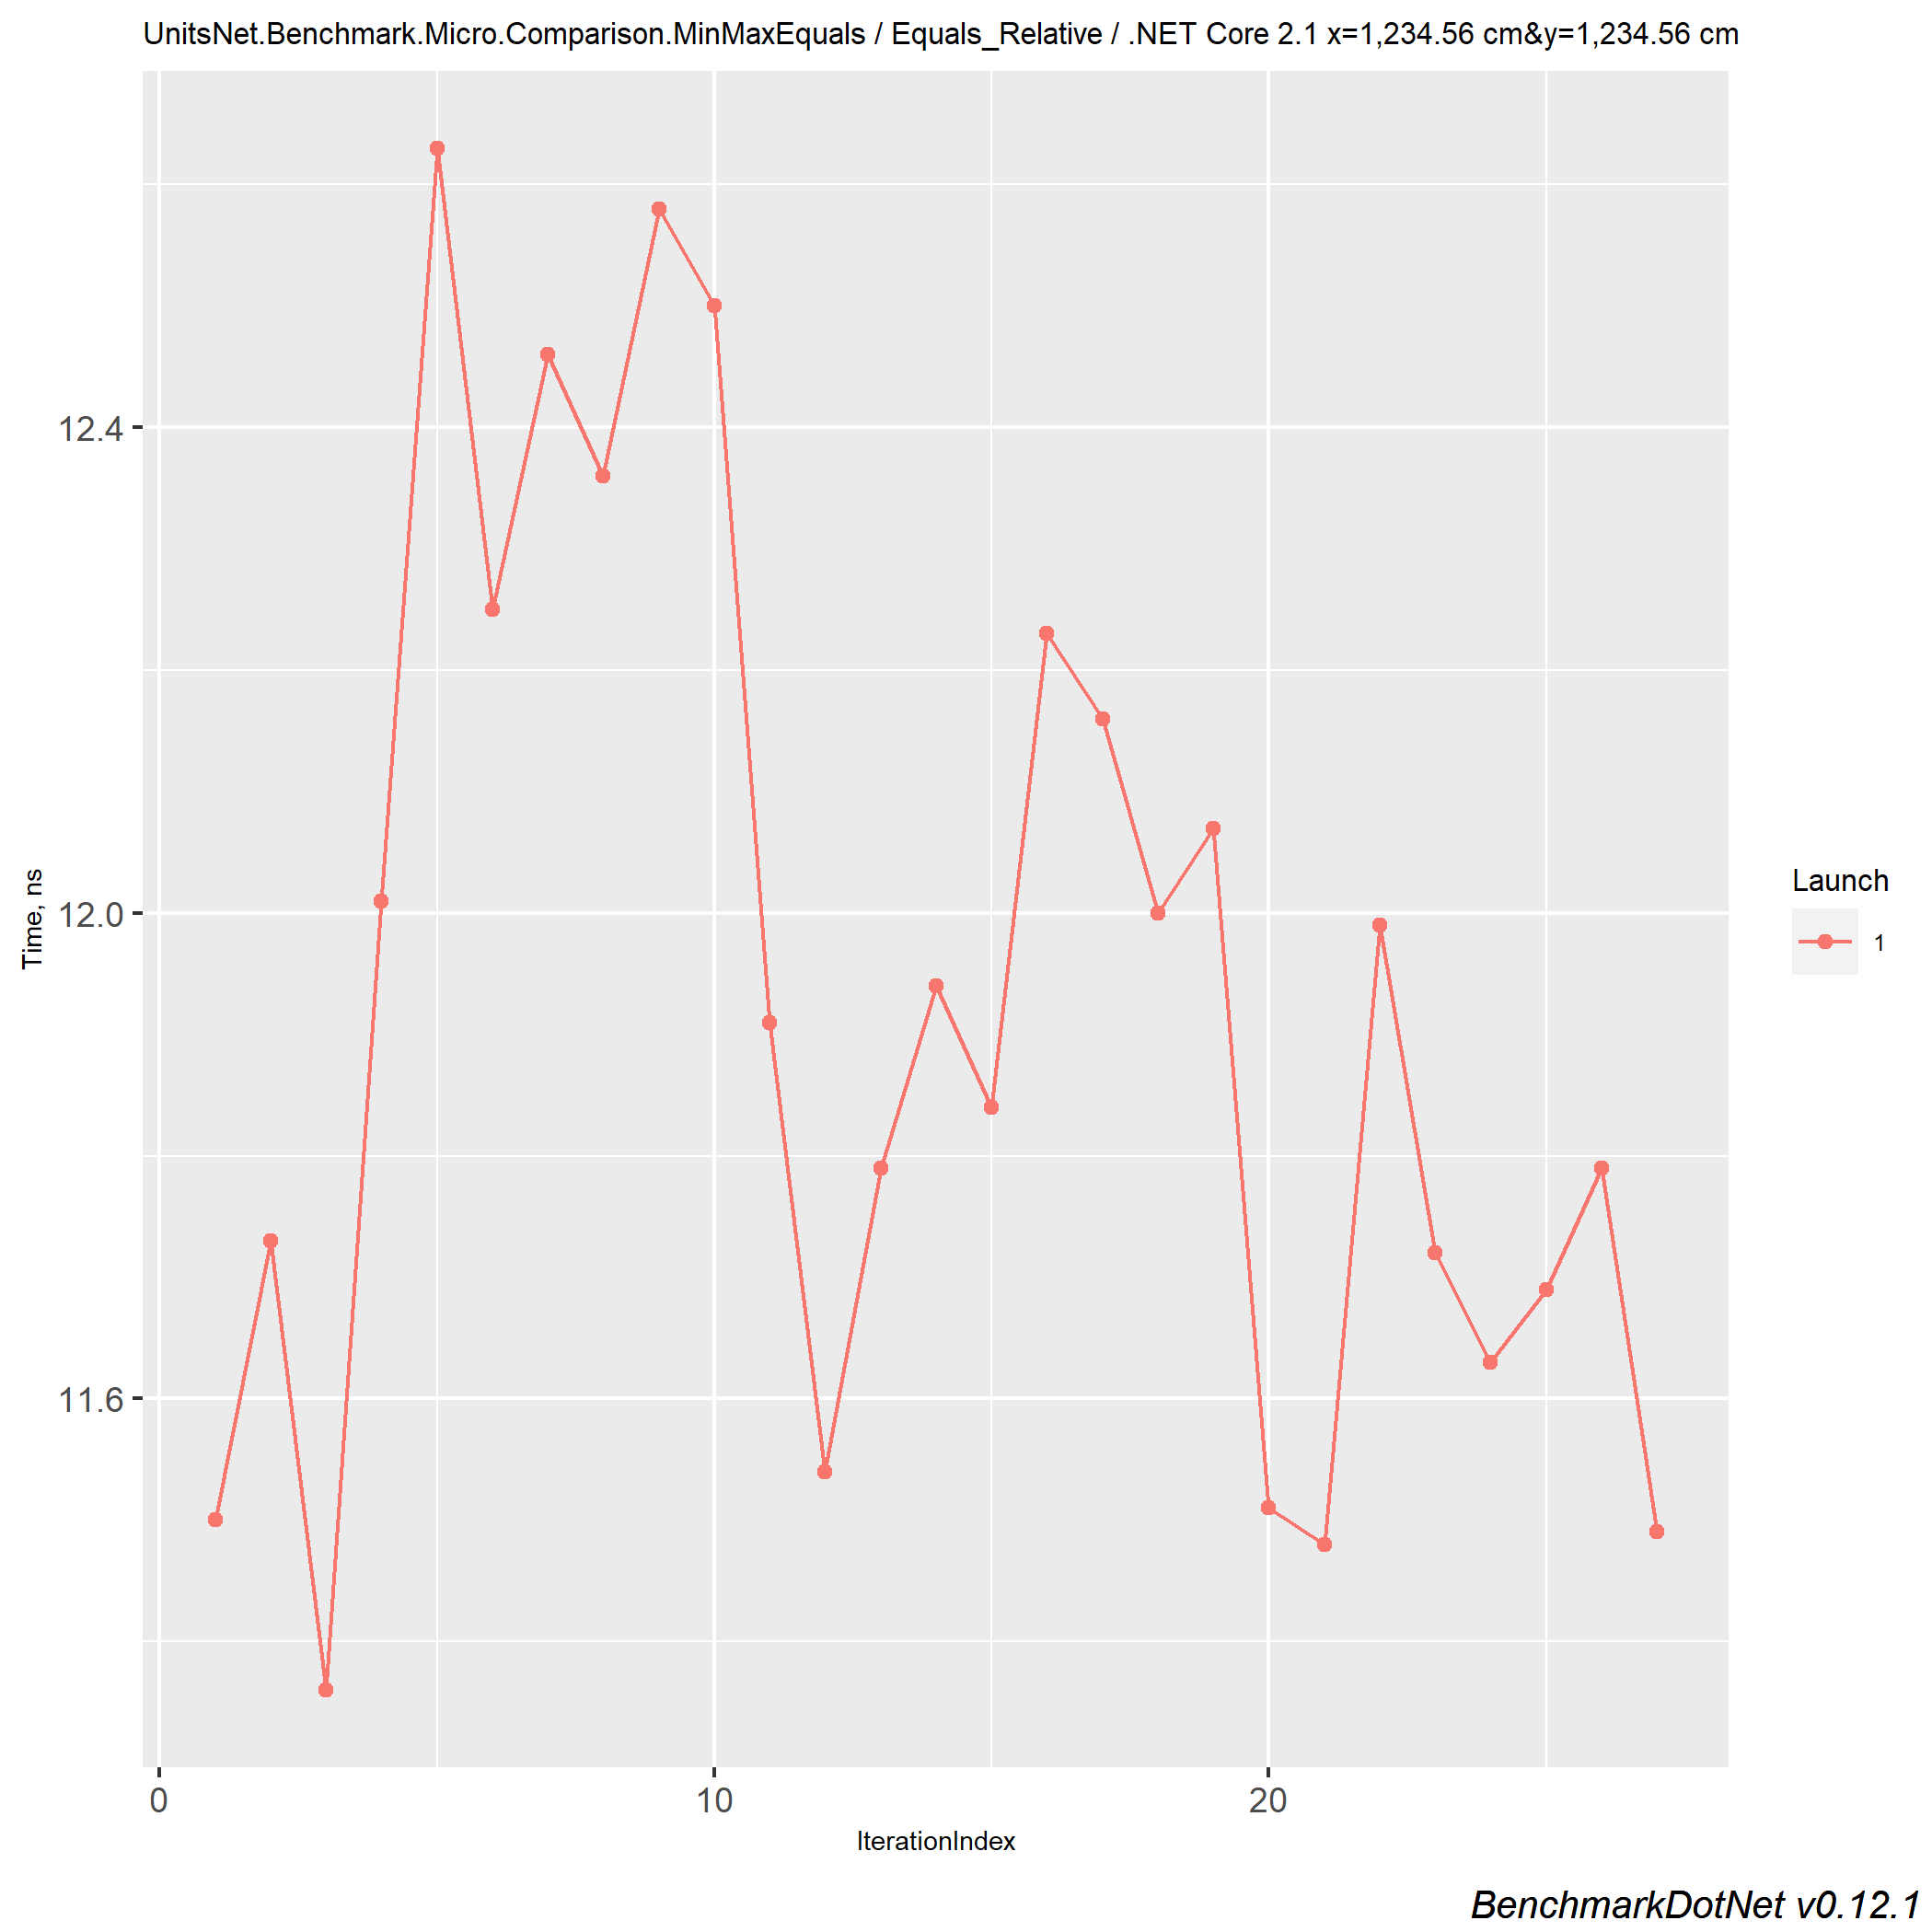 UnitsNet.Benchmark.Micro.Comparison.MinMaxEquals / Equals_Relative / .NET Core 2.1 x=1,234.56 cm&y=1,234.56 cm
12.4
12.0
11.6
Time, ns
0
10
20
IterationIndex
Launch
1
BenchmarkDotNet v0.12.1